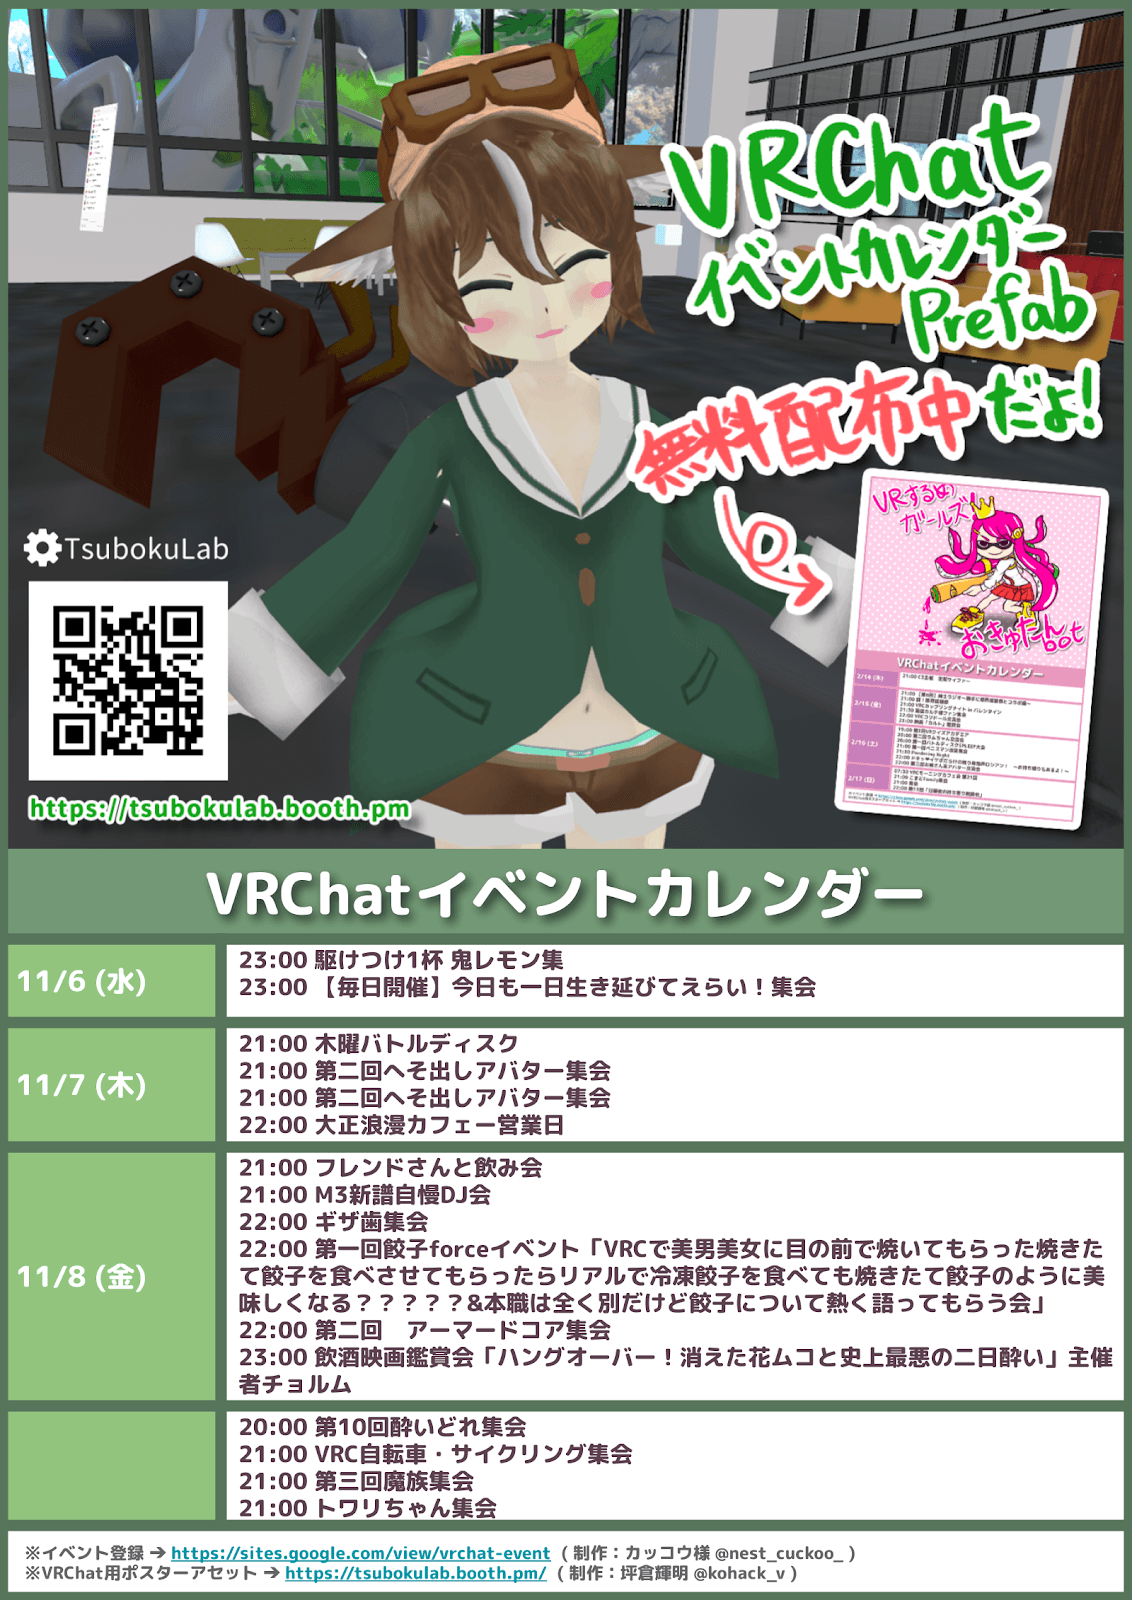 VRChat
イベントカレンダー
Prefab
無料配布中だよ!
VRするめ
ガールズ!
おきゅたんbot
VRChatイベントカレンダー
2/14 (木)
2/15 (金)
2/16 (土)
2/17 (日)
TsubokuLab
https://tsubokulab.booth.pm
VRChatイベントカレンダー
11/6 (水)
23:00 駆けつけ1杯 鬼レモン集
23:00 【毎日開催】今日も一日生き延びてえらい！集会
11/7 (木)
21:00 木曜バトルディスク
21:00 第二回へそ出しアバター集会
21:00 第二回へそ出しアバター集会
22:00 大正浪漫カフェー営業日
11/8 (金)
21:00 フレンドさんと飲み会
21:00 M3新譜自慢DJ会
22:00 ギザ歯集会
22:00 第一回餃子forceイベント「VRCで美男美女に目の前で焼いてもらった焼きた
て餃子を食べさせてもらったらリアルで冷凍餃子を食べても焼きたて餃子のように美
味しくなる？？？？？&本職は全く別だけど餃子について熱く語ってもらう会」
22:00 第二回　アーマードコア集会
23:00 飲酒映画鑑賞会「ハングオーバー！消えた花ムコと史上最悪の二日酔い」主催
者チョルム
20:00 第10回酔いどれ集会
21:00 VRC自転車・サイクリング集会
21:00 第三回魔族集会
21:00 トワリちゃん集会
※イベント登録 → https://sites.google.com/view/vrchat-event ( 制作：カッコウ様 @nest_cuckoo_ )
※VRChat用ポスターアセット → https://tsubokulab.booth.pm/ ( 制作：坪倉輝明 @kohack_v )